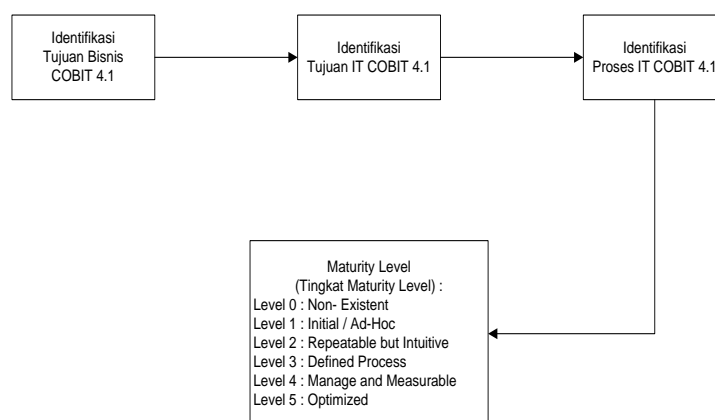 Identifikasi
Tujuan Bisnis
COBIT 4.1
Identifikasi
Tujuan IT COBIT 4.1
Identifikasi
Proses IT COBIT 4.1
Maturity Level
(Tingkat Maturity Level) :
Level 0 : Non- Existent
Level 1 : Initial / Ad-Hoc
Level 2 : Repeatable but Intuitive
Level 3 : Defined Process
Level 4 : Manage and Measurable
Level 5 : Optimized